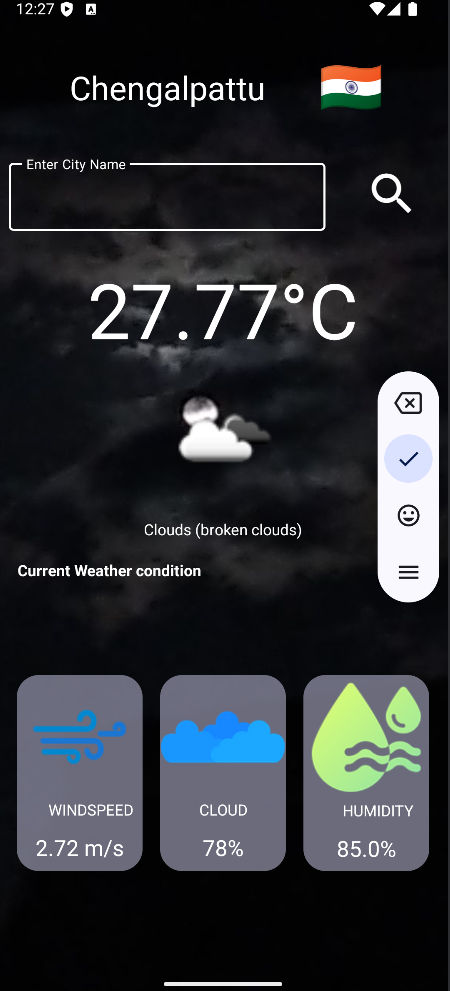 12:27
Chengalpattu
Enter City Name
27.77°C
Clouds (broken clouds)
Current Weather condition
WINDSPEED
2.72 m/s
CLOUD
78%
HUMIDITY
85.0%